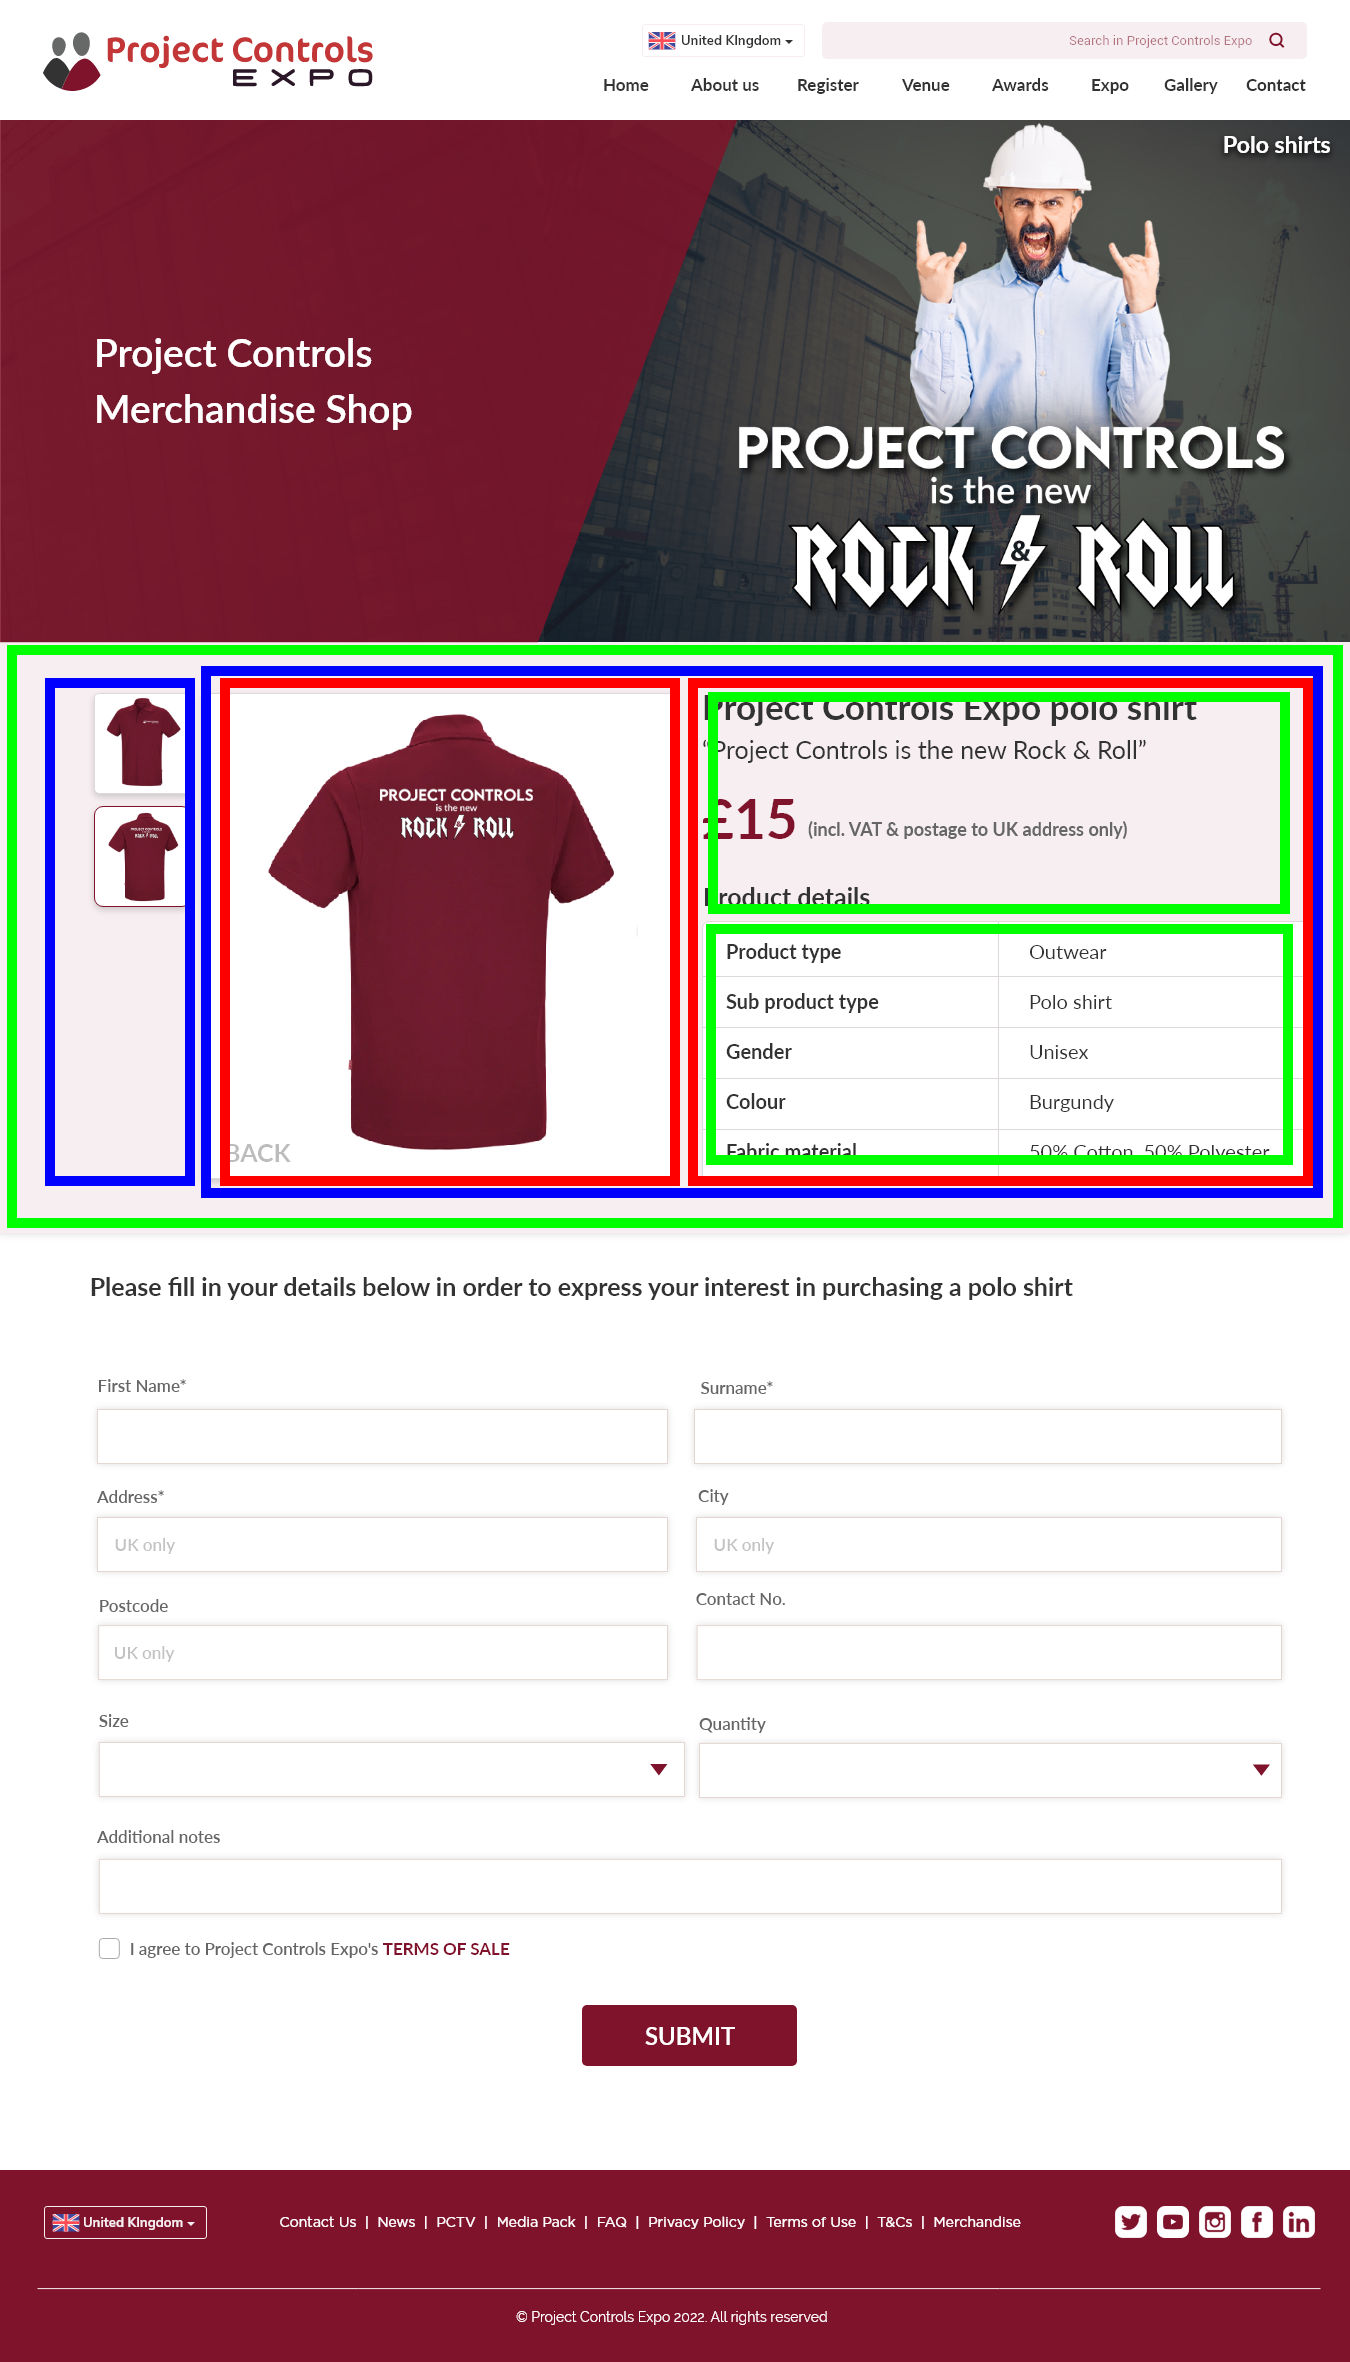 Project Controls
EXPO
United KIngdom
Search in Project Controls Expo
Home About us Register Venue Awards Expo Gallery Contact
Polo shirts
Project Controls
Merchandise Shop
PROJECT CONTROLS
is the new
ROCK & ROLL
PROJECT CONTROLS
is the new
ROCK ROLL
BACK
Project Controls Expo polo shirt
“Project Controls is the new Rock & Roll”
£15 (incl. VAT & postage to UK address only)
Product details
Product type Outwear
Sub product type Polo shirt
Gender Unisex
Colour Burgundy
Fabric material 50% Cotton, 50% Polyester
Please fill in your details below in order to express your interest in purchasing a polo shirt
First Name* Surname*
Address* City
UK only UK only
Postcode Contact No.
UK only
Size Quantity
Additional notes
I agree to Project Controls Expo's TERMS OF SALE
SUBMIT
United KIngdom
Contact Us | News | PCTV | Media Pack | FAQ | Privacy Policy | Terms of Use | T&Cs | Merchandise
© Project Controls Expo 2022. All rights reserved